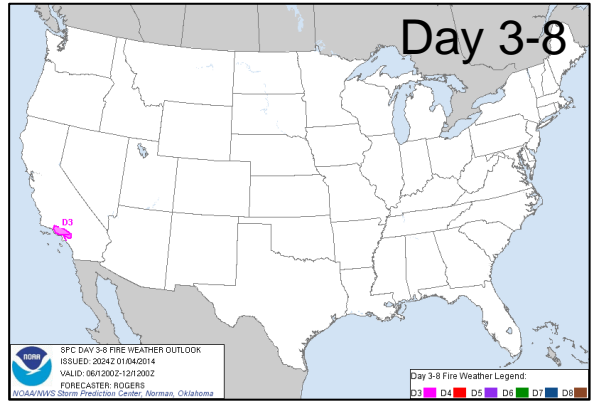 Day 3-8
D3
NOAA
SPC DAY 3-8 FIRE WEATHER OUTLOOK
ISSUED: 2024Z 01/04/2014
VALID: 06/1200Z-12/1200Z
FORECASTER: ROGERS
NOAA/NWS Storm Prediction Center, Norman, Oklahoma
Day 3-8 Fire Weather Legend:
D3 D4 D5 D6 D7 D8